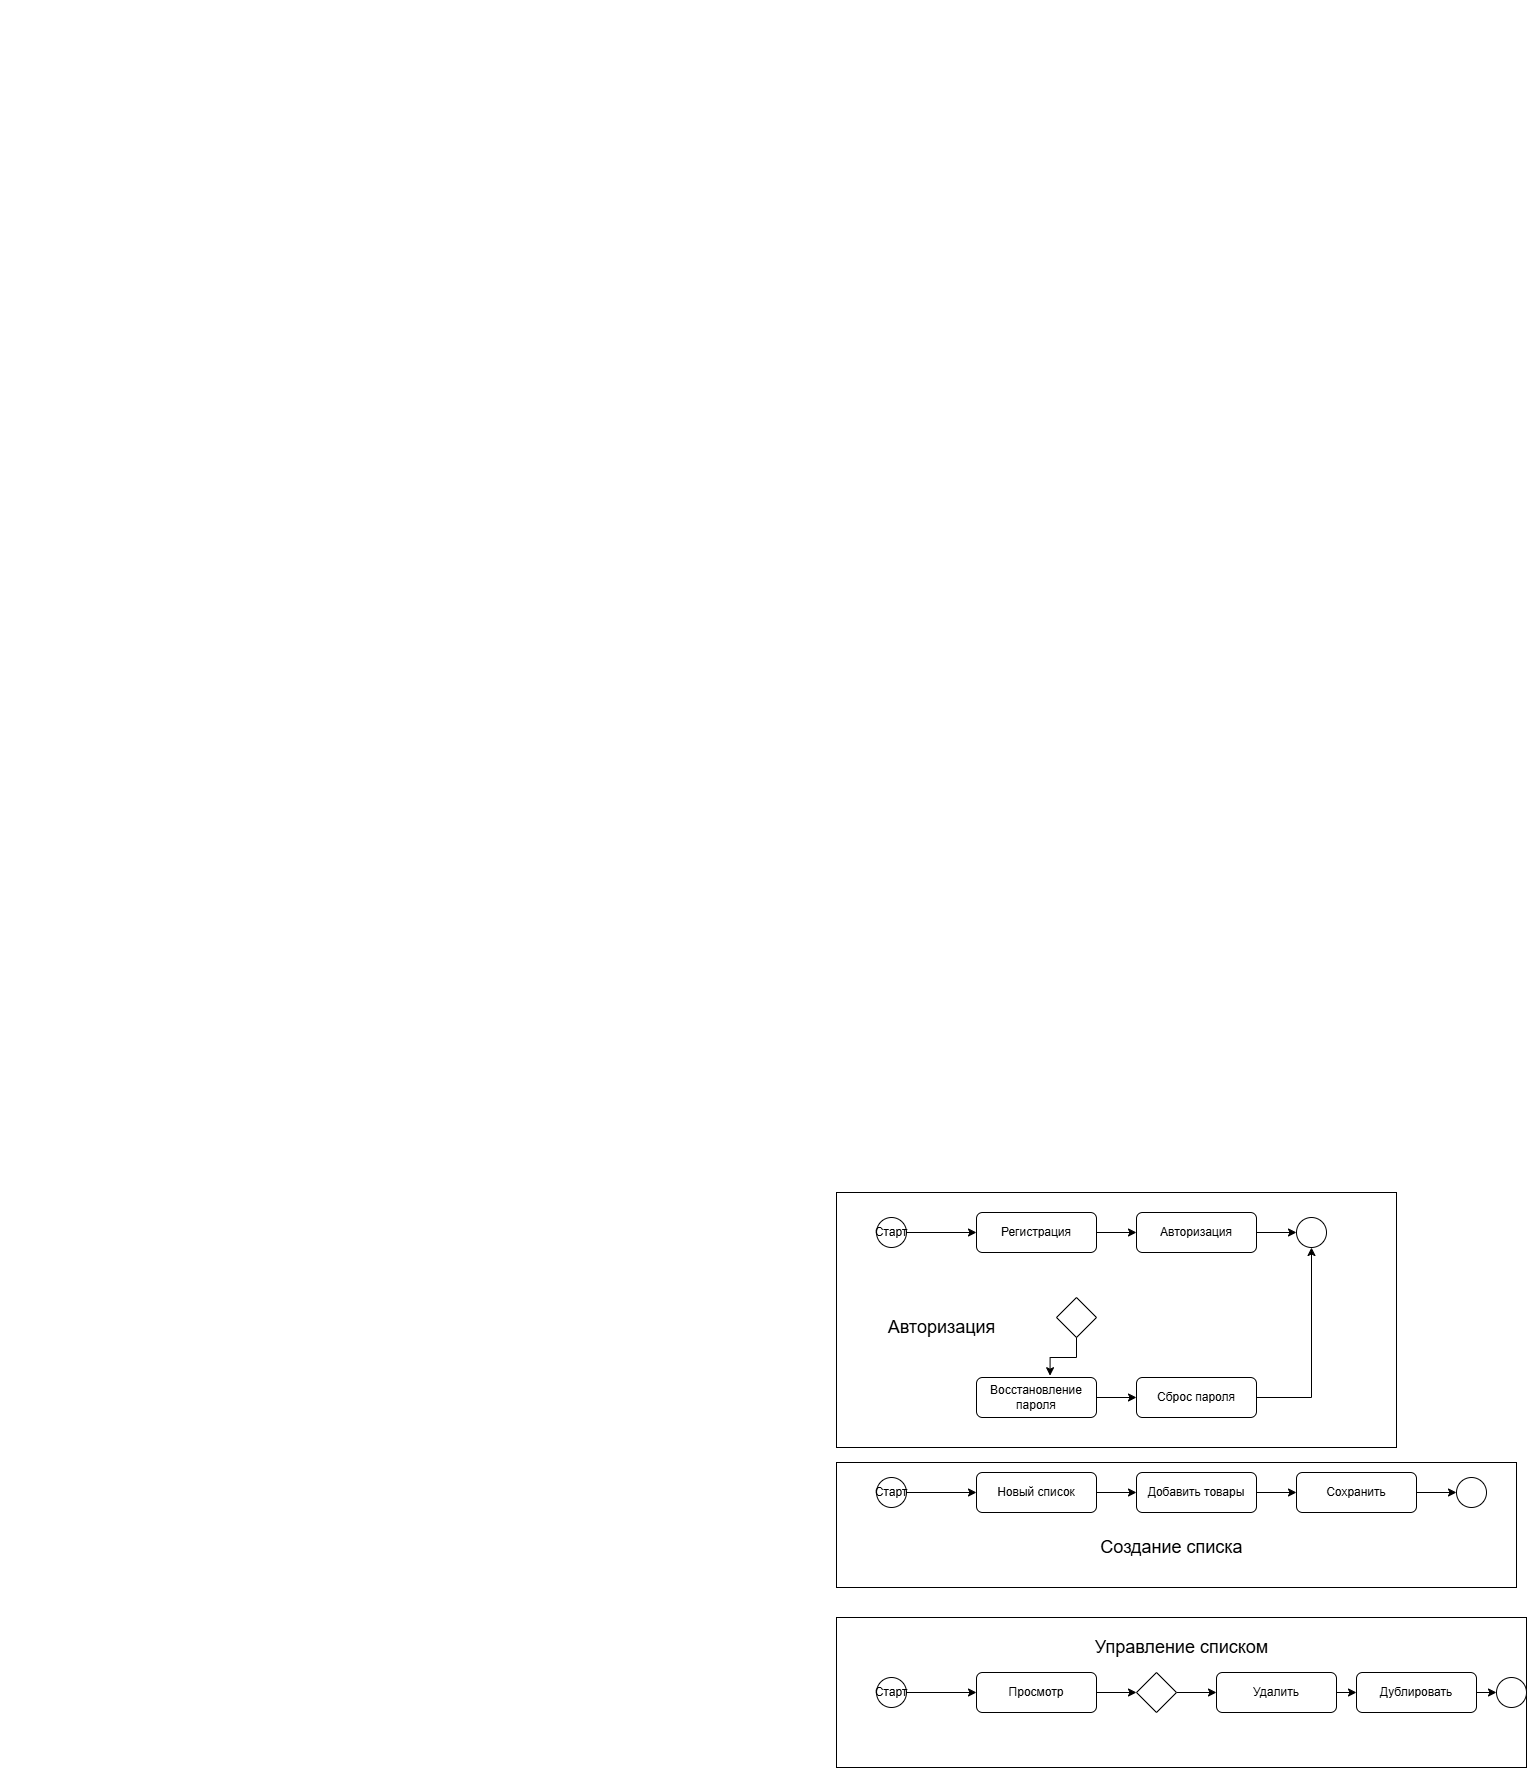 Старт
Регистрация
Авторизация
Авторизация
Восстановление
пароля
Сброс пароля
Старт
Новый список
Добавить товары
Сохранить
Создание списка
Управление списком
Старт
Просмотр
Удалить
Дублировать